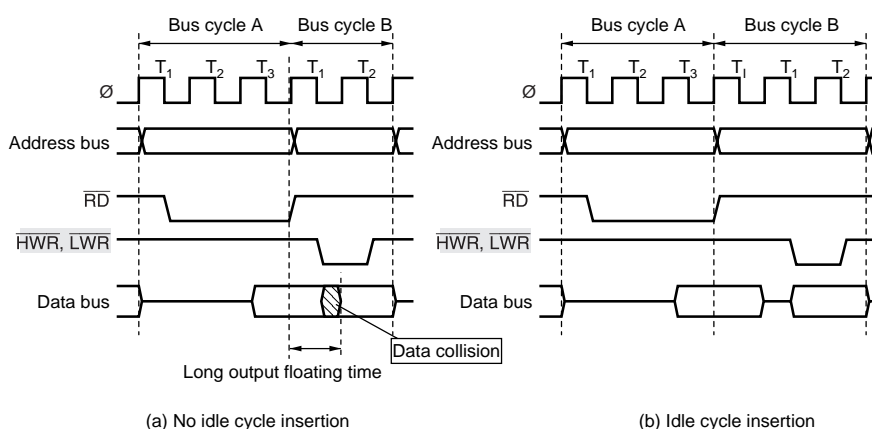 Bus cycle A
Bus cycle B
T1 T2 T3 T1 T2
Ø
Address bus
RD
HWR, LWR
Data bus
Data collision
Long output floating time
(a) No idle cycle insertion
Bus cycle A
Bus cycle B
T1 T2 T3 TI T1 T2
Ø
Address bus
RD
HWR, LWR
Data bus
(b) Idle cycle insertion